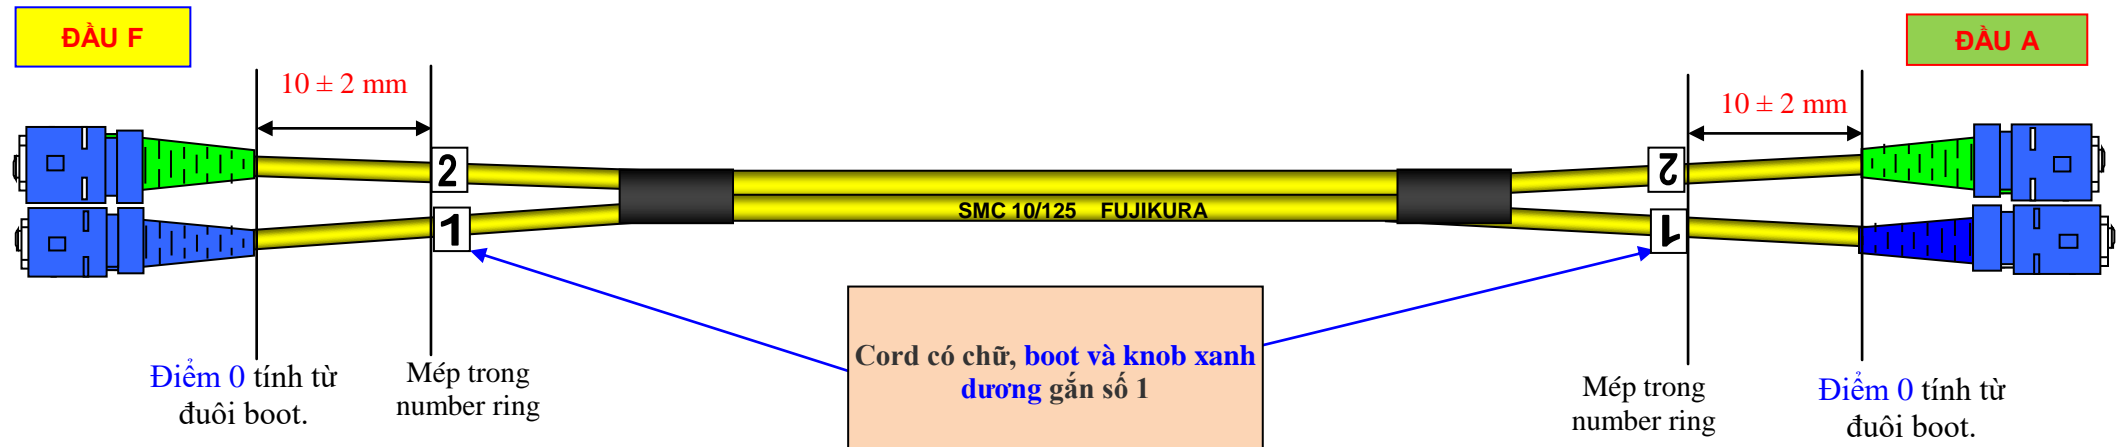 ĐẦU F
ĐẦU A
10 ± 2 mm
10 ± 2 mm
2
2
1
1
SMC 10/125 FUJIKURA
Cord có chữ, boot và knob xanh
dương gắn số 1
Điểm 0 tính từ
đuôi boot.
Mép trong
number ring
Mép trong
number ring
Điểm 0 tính từ
đuôi boot.